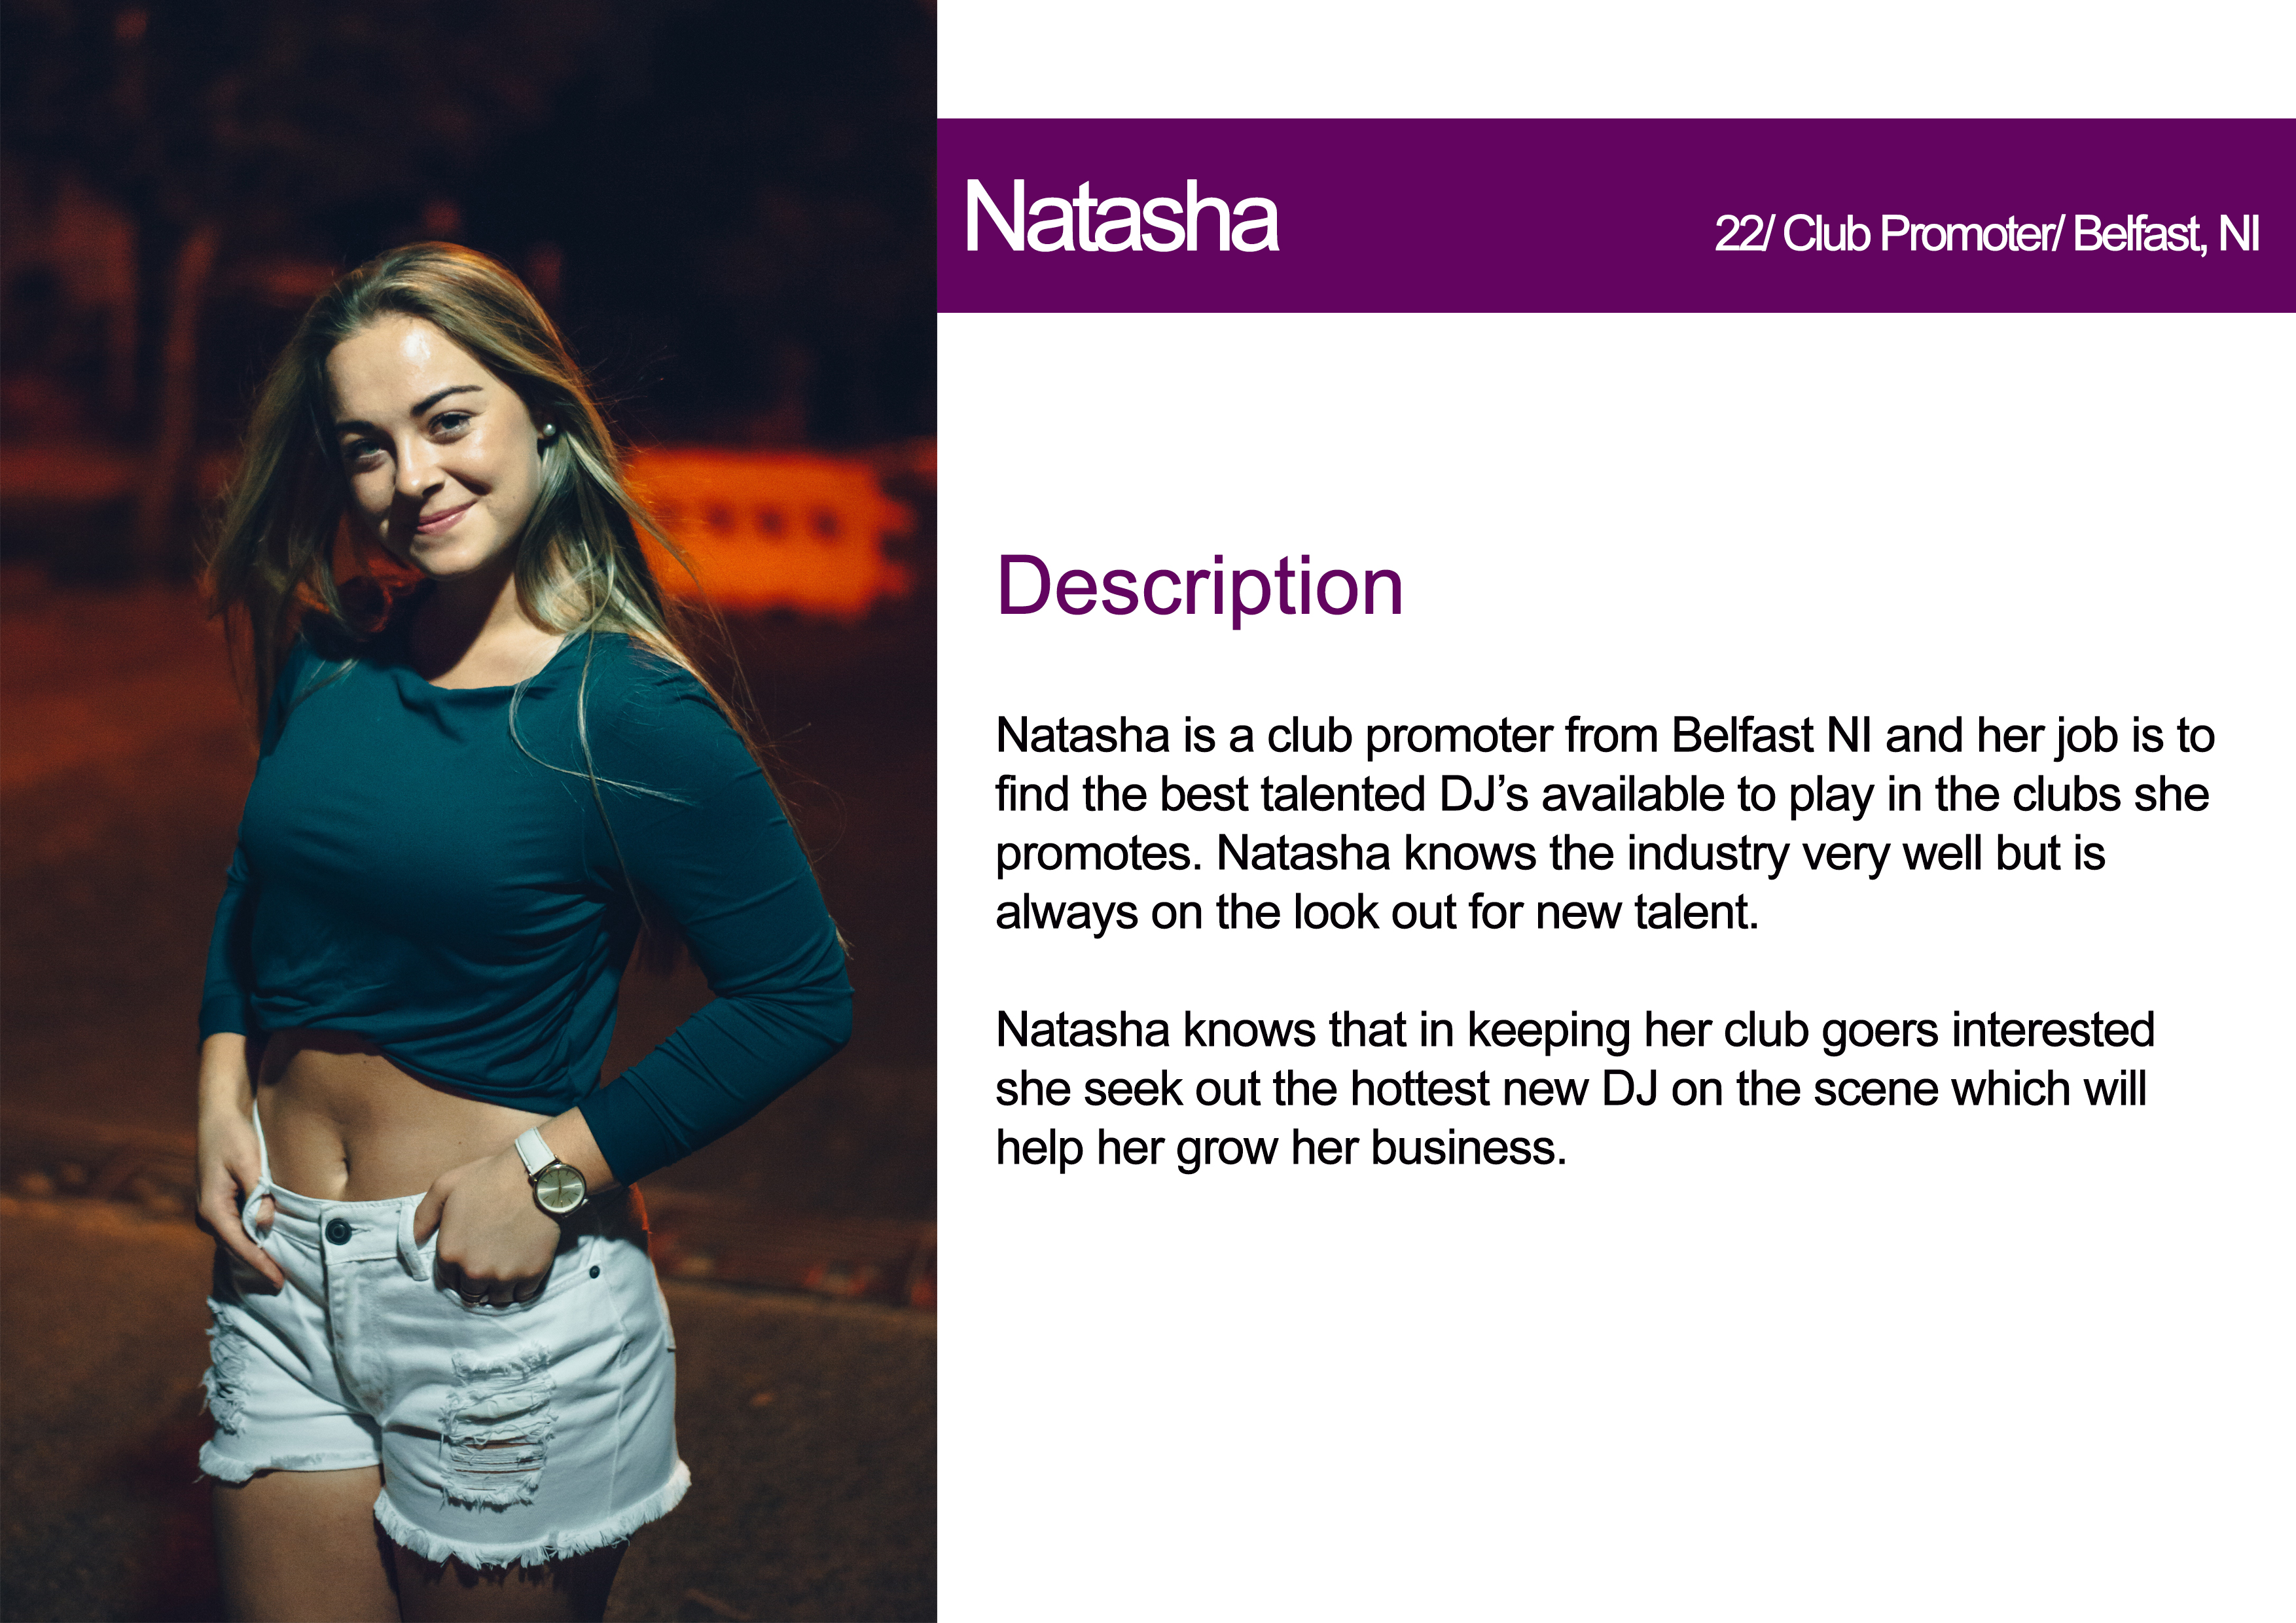 Natasha
22/ Club Promoter/ Belfast, NI
Description
Natasha is a club promoter from Belfast NI and her job is to
find the best talented DJ’s available to play in the clubs she
promotes. Natasha knows the industry very well but is
always on the look out for new talent.
Natasha knows that in keeping her club goers interested
she seek out the hottest new DJ on the scene which will
help her grow her business.